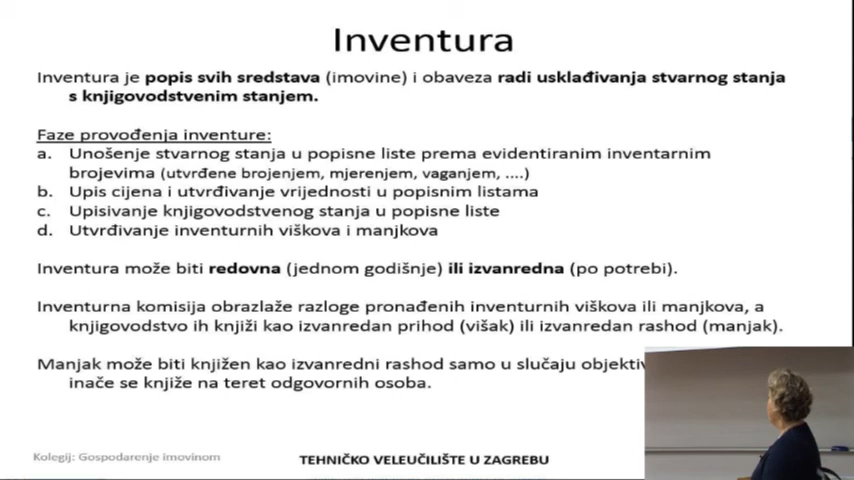 Inventura
Inventura je popis svih sredstava (imovine) i obaveza radi usklađivanja stvarnog stanja
s knjigovodstvenim stanjem.
Faze provođenja inventure:
a. Unošenje stvarnog stanja u popisne liste prema evidentiranim inventarnim
brojevima (utvrđene brojenjem, mjerenjem, vaganjem, ....)
b. Upis cijena i utvrđivanje vrijednosti u popisnim listama
c. Upisivanje knjigovodstvenog stanja u popisne liste
d. Utvrđivanje inventurnih viškova i manjkova
Inventura može biti redovna (jednom godišnje) ili izvanredna (po potrebi).
Inventurna komisija obrazlaže razloge pronađenih inventurnih viškova ili manjkova, a
knjigovodstvo ih knjiži kao izvanredan prihod (višak) ili izvanredan rashod (manjak).
Manjak može biti knjižen kao izvanredni rashod samo u slučaju
inače se knjiže na teret odgovornih osoba.
Kolegij: Gospodarenje imovinom
TEHNIČKO VELEUČILIŠTE U ZAGREBU